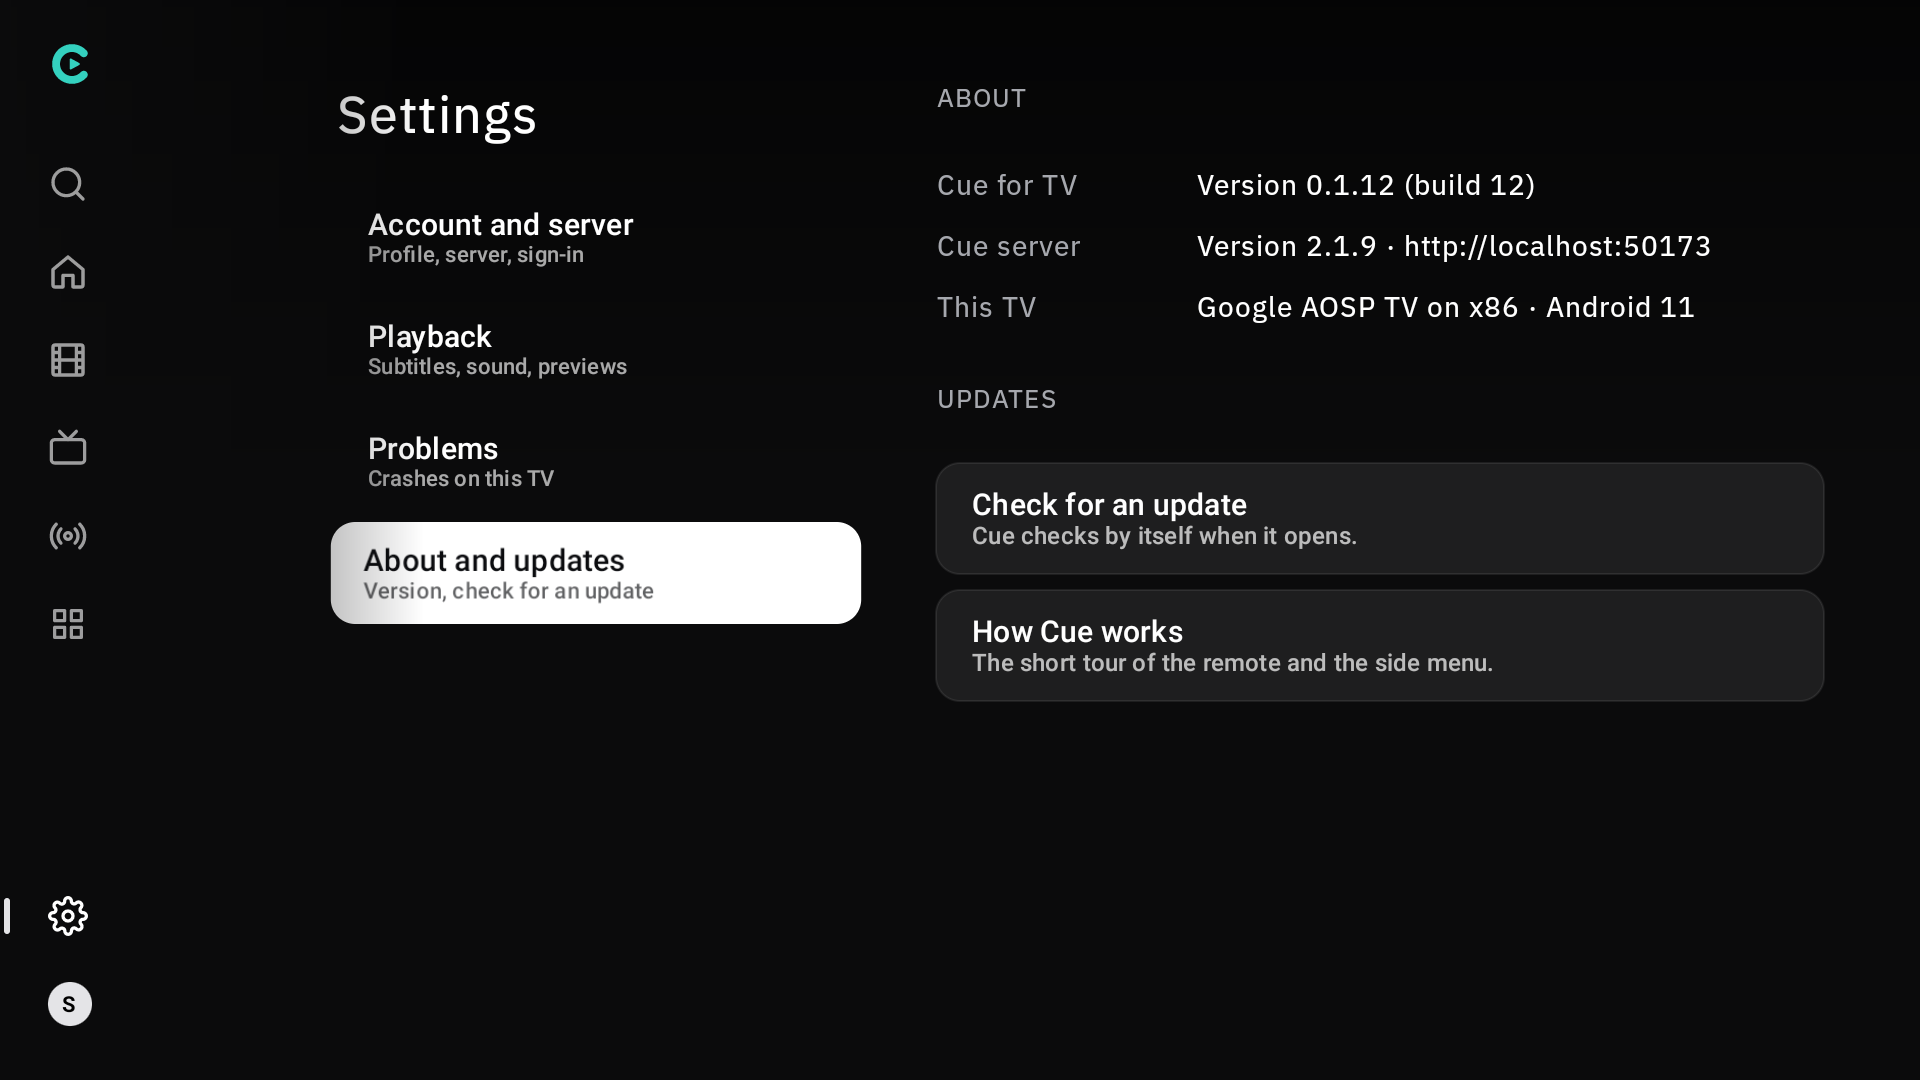 Settings
Account and server
Profile, server, sign-in
Playback
Subtitles, sound, previews
Problems
Crashes on this TV
About and updates
Version, check for an update
ABOUT
Cue for TV Version 0.1.12 (build 12)
Cue server Version 2.1.9 · http://localhost:50173
This TV Google AOSP TV on x86 · Android 11
UPDATES
Check for an update
Cue checks by itself when it opens.
How Cue works
The short tour of the remote and the side menu.
S